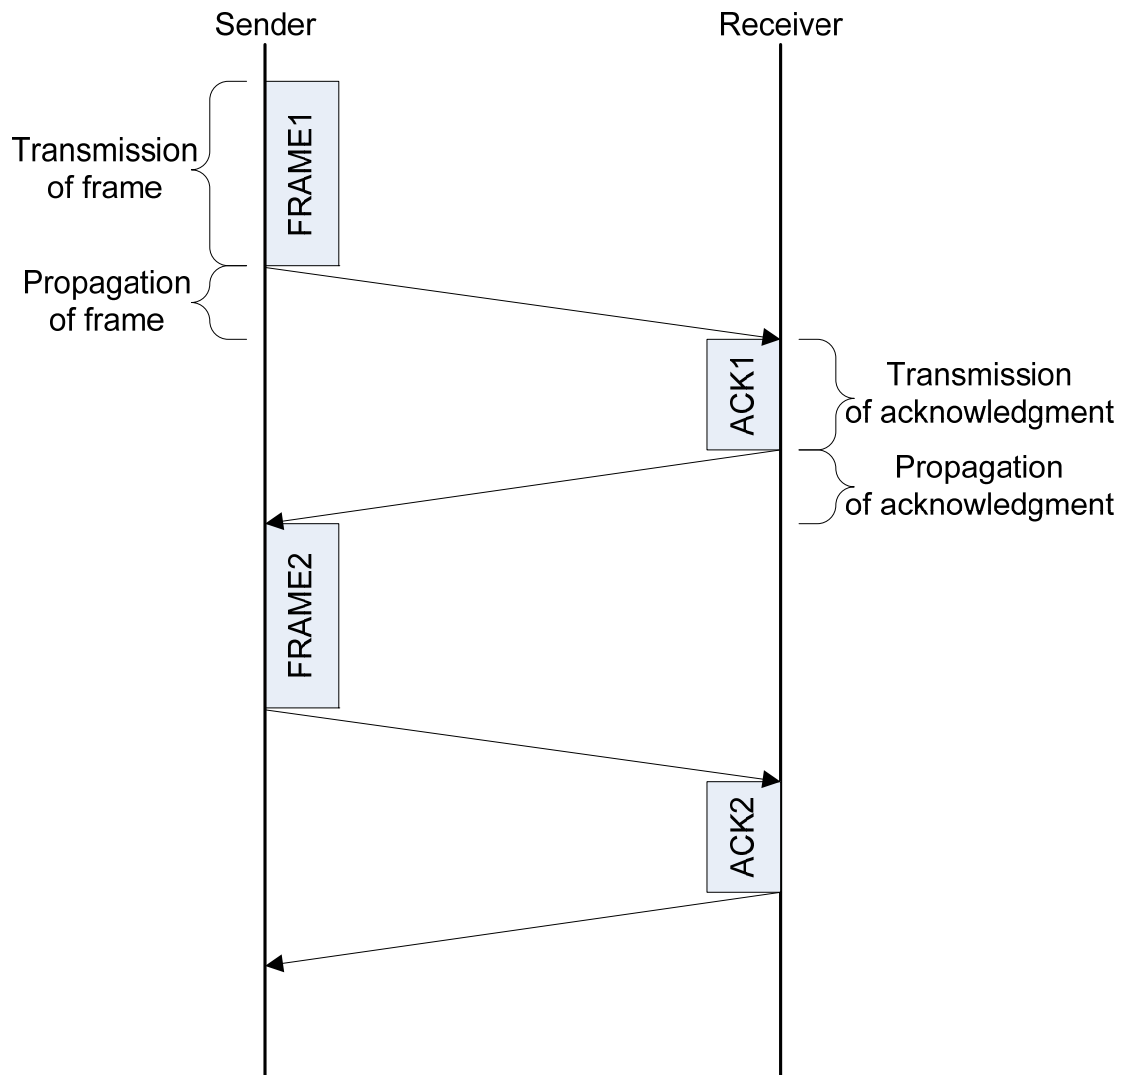 Sender
Receiver
FRAME1
Transmission
of frame
Propagation
of frame
ACK1
Transmission
of acknowledgment
Propagation
of acknowledgment
FRAME2
ACK2